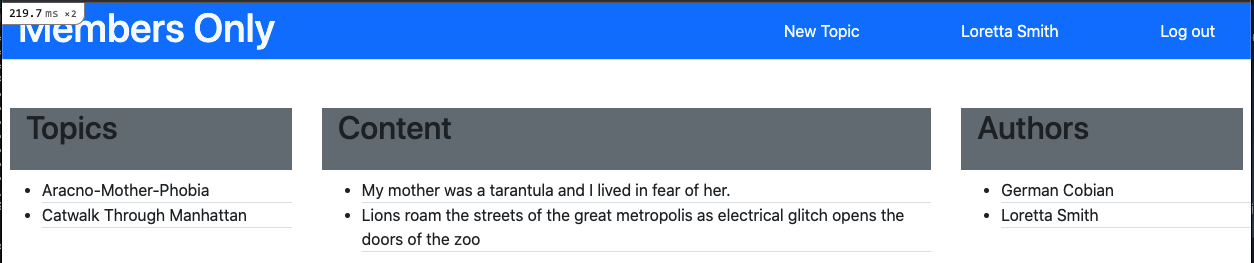 219.7 ms ×2
Members Only
New Topic
Loretta Smith
Log out
Topics
Aracno-Mother-Phobia
Catwalk Through Manhattan
Content
My mother was a tarantula and I lived in fear of her.
Lions roam the streets of the great metropolis as electrical glitch opens the
doors of the zoo
Authors
German Cobian
Loretta Smith